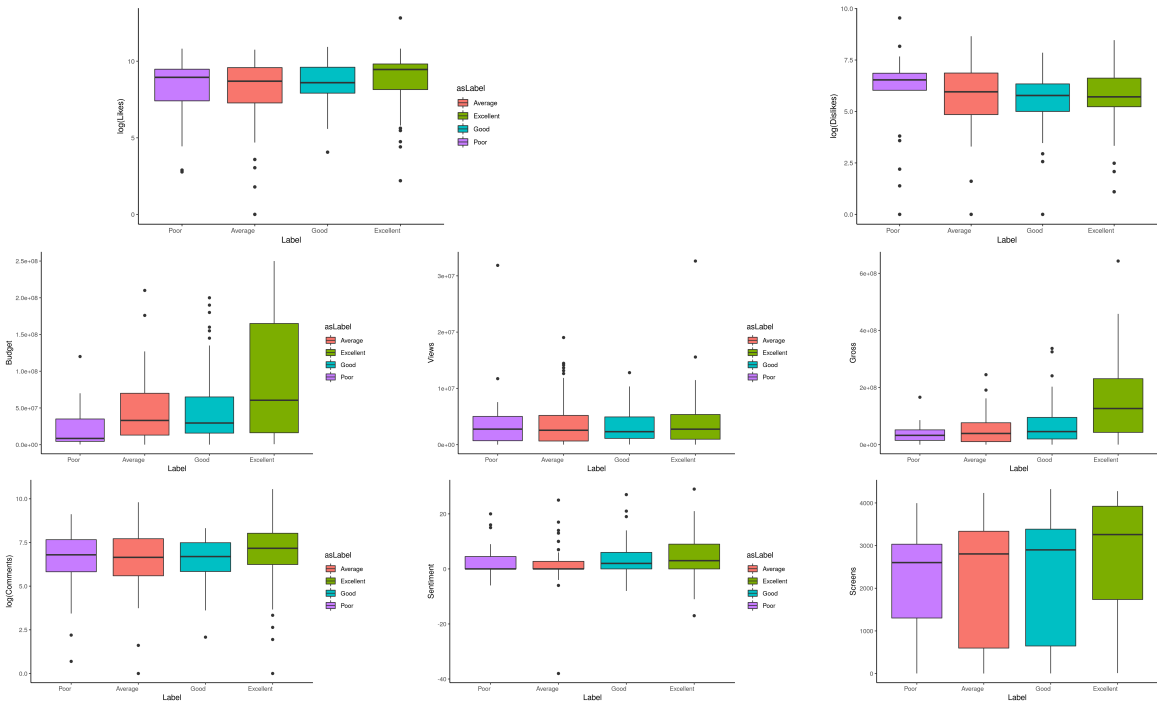 10
5
0
log(Likes)
Poor
Average
Good
Excellent
Label
asLabel
Average
Excellent
Good
Poor
10.0
7.5
5.0
2.5
0.0
log(Dislikes)
Poor
Average
Good
Excellent
Label
2.5e+08
2.0e+08
1.5e+08
1.0e+08
5.0e+07
0.0e+00
Budget
Poor
Average
Good
Excellent
Label
asLabel
Average
Excellent
Good
Poor
3e+07
2e+07
1e+07
0e+00
Views
Poor
Average
Good
Excellent
Label
asLabel
Average
Excellent
Good
Poor
6e+08
4e+08
2e+08
0e+00
Gross
Poor
Average
Good
Excellent
Label
10.0
7.5
5.0
2.5
0.0
log(Comments)
Poor
Average
Good
Excellent
Label
asLabel
Average
Excellent
Good
Poor
20
0
-20
-40
Sentiment
Poor
Average
Good
Excellent
Label
asLabel
Average
Excellent
Good
Poor
4000
3000
2000
1000
0
Screens
Poor
Average
Good
Excellent
Label